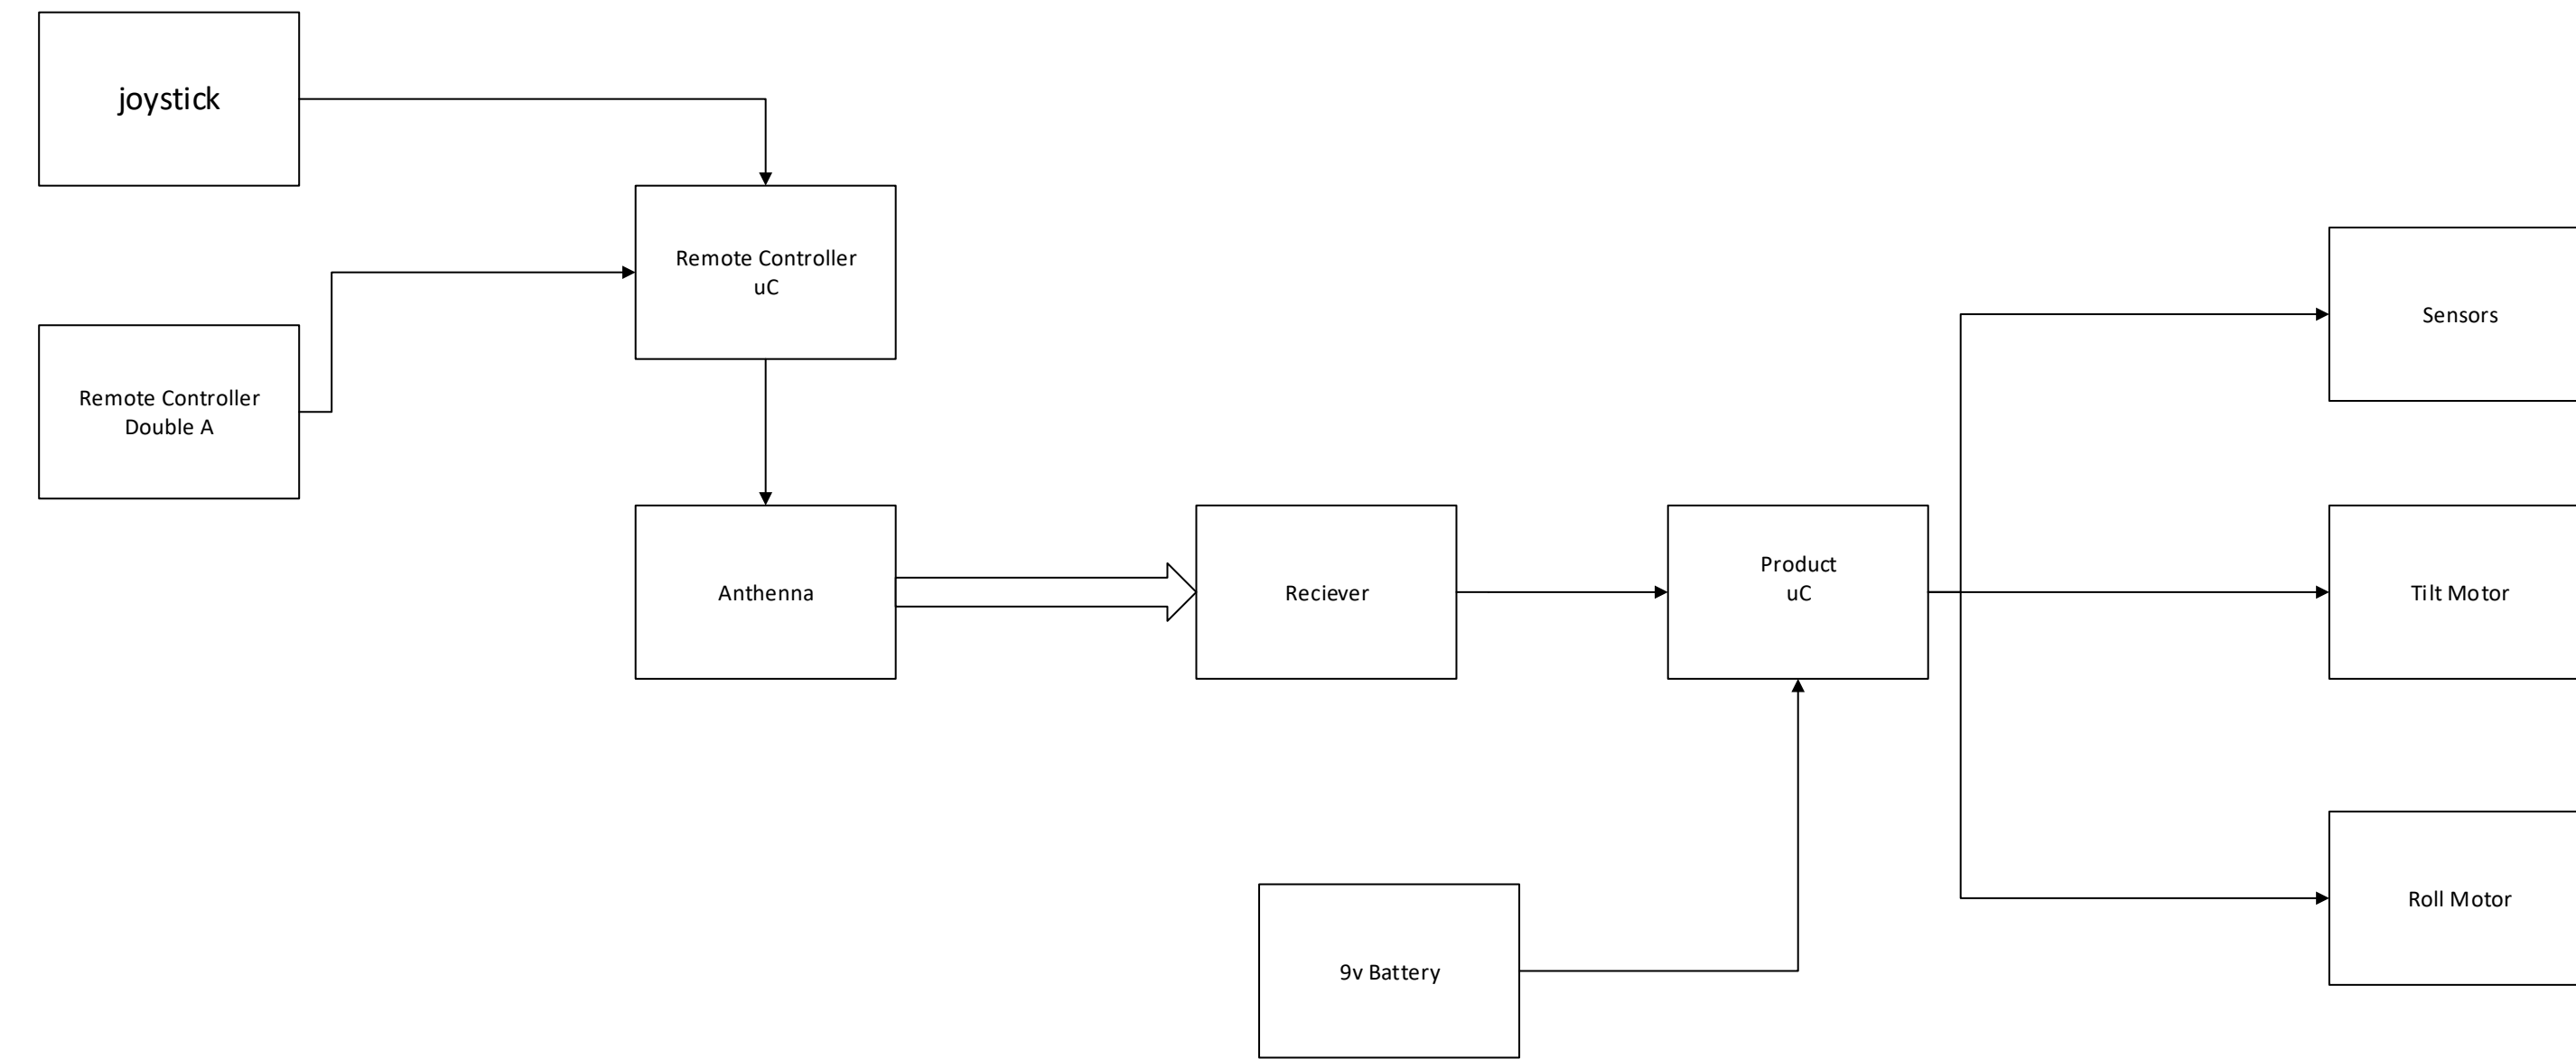 joystick
Remote Controller
uC
Remote Controller
Double A
Anthenna
Reciever
Product
uC
Sensors
Tilt Motor
Roll Motor
9v Battery